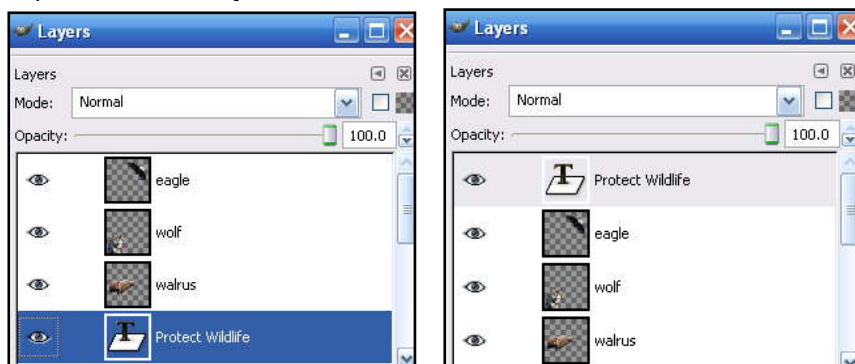 Layers
Layers
Mode: Normal
Opacity: 100.0
eagle
wolf
walrus
T Protect Wildlife
Layers
Layers
Mode: Normal
Opacity: 100.0
T Protect Wildlife
eagle
wolf
walrus